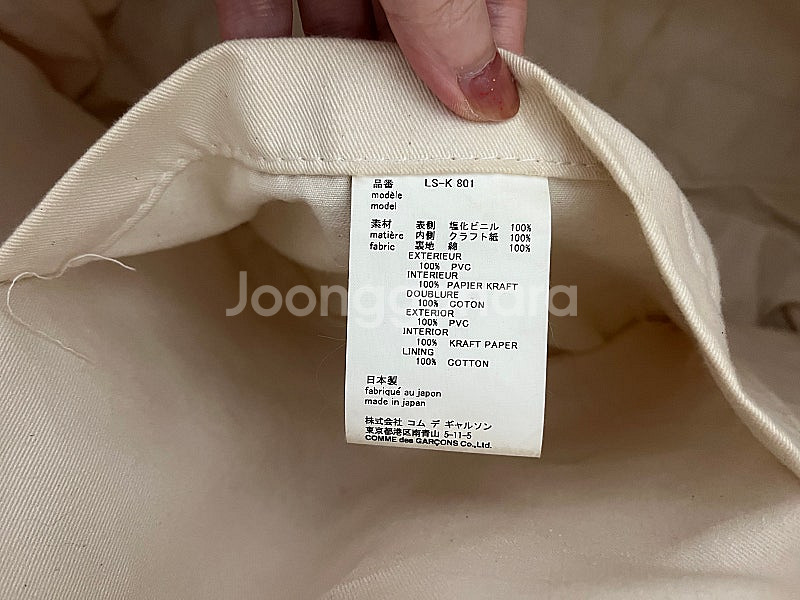 品番 LS-K 801
modèle
model
素材 表側 塩化ビニル 100%
matière 内側 クラフト紙 100%
fabric 裏地 綿 100%
EXTERIEUR
100% PVC
INTERIEUR
100% PAPIER KRAFT
DOUBLURE
100% COTON
EXTERIOR
100% PVC
INTERIOR
100% KRAFT PAPER
LINING
100% COTTON
日本製
fabriqué au japon
made in japan
株式会社 コム デ ギャルソン
東京都港区南青山 5-11-5
COMME des GARÇONS Co.,Ltd.